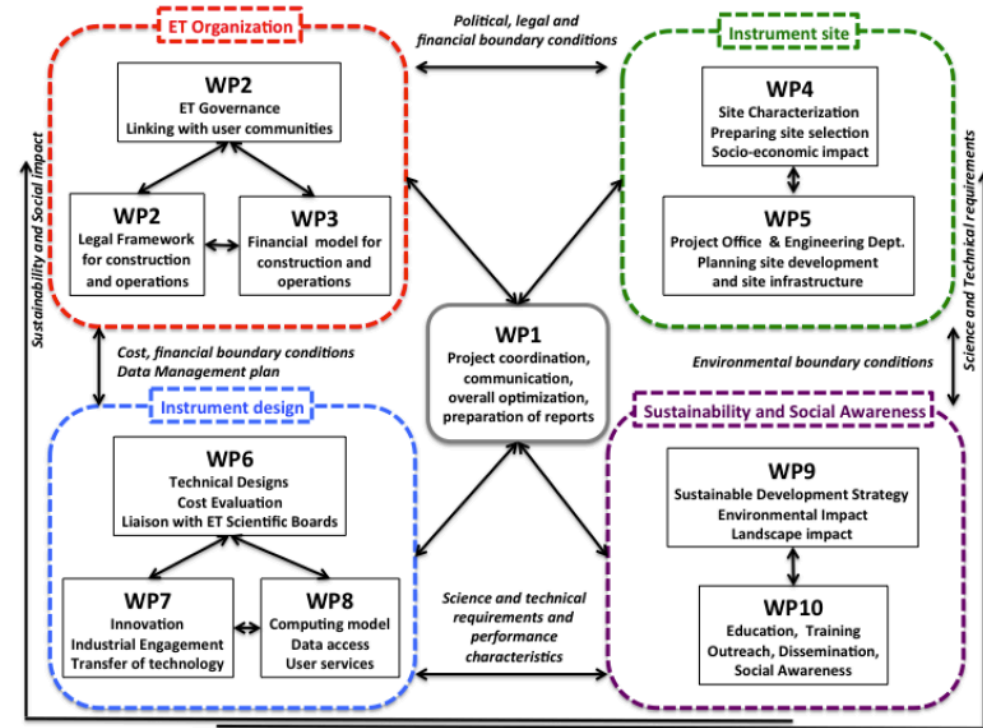 ET Organization
Political, legal and
financial boundary conditions
Instrument site
WP2
ET Governance
Linking with user communities
WP2
Legal Framework
for construction
and operations
WP3
Financial model for
construction and
operations
WP4
Site Characterization
Preparing site selection
Socio-economic impact
WP5
Project Office & Engineering Dept.
Planning site development
and site infrastructure
Sustainability and Social impact
Science and Technical requirements
WP1
Project coordination,
communication,
overall optimization,
preparation of reports
Cost, financial boundary conditions
Data Management plan
Environmental boundary conditions
Instrument design
Sustainability and Social Awareness
WP6
Technical Designs
Cost Evaluation
Liaison with ET Scientific Boards
WP7
Innovation
Industrial Engagement
Transfer of technology
WP8
Computing model
Data access
User services
Science and technical
requirements and
performance
characteristics
WP9
Sustainable Development Strategy
Environmental Impact
Landscape impact
WP10
Education, Training
Outreach, Dissemination,
Social Awareness